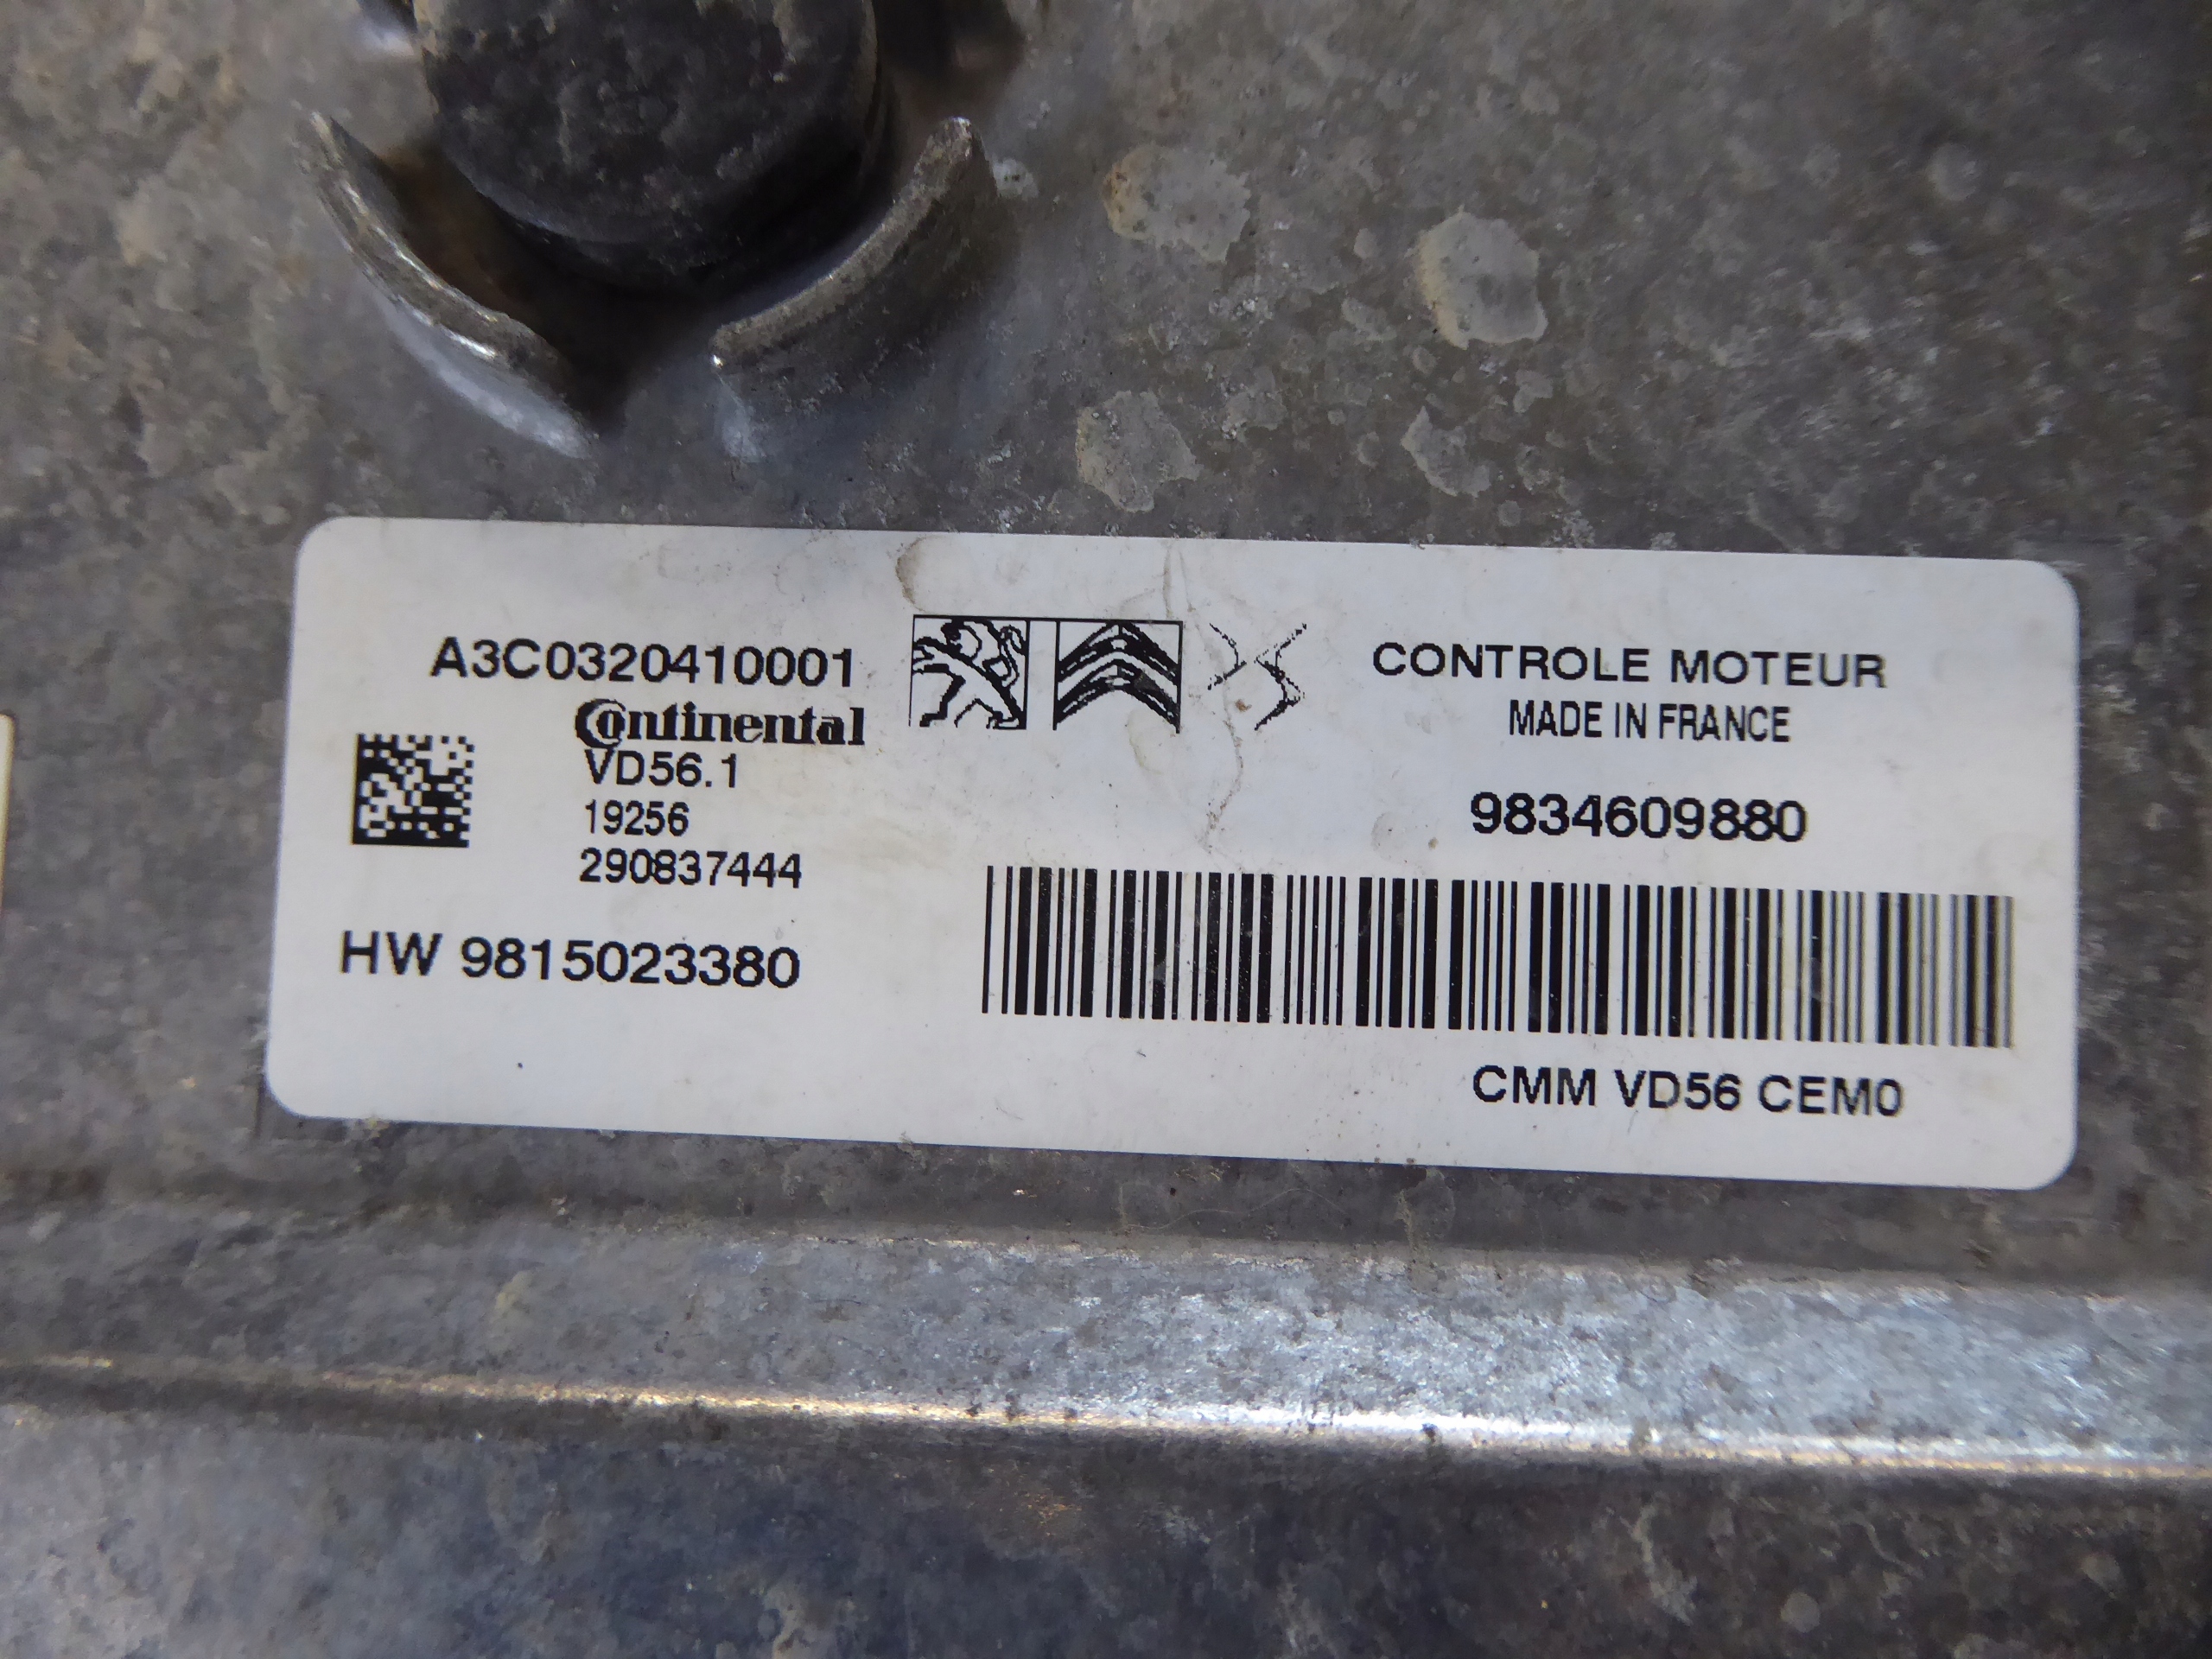 A3C0320410001
Continental
VD56.1
19256
290837444
HW 9815023380
CONTROLE MOTEUR
MADE IN FRANCE
9834609880
CMM VD56 CEM0